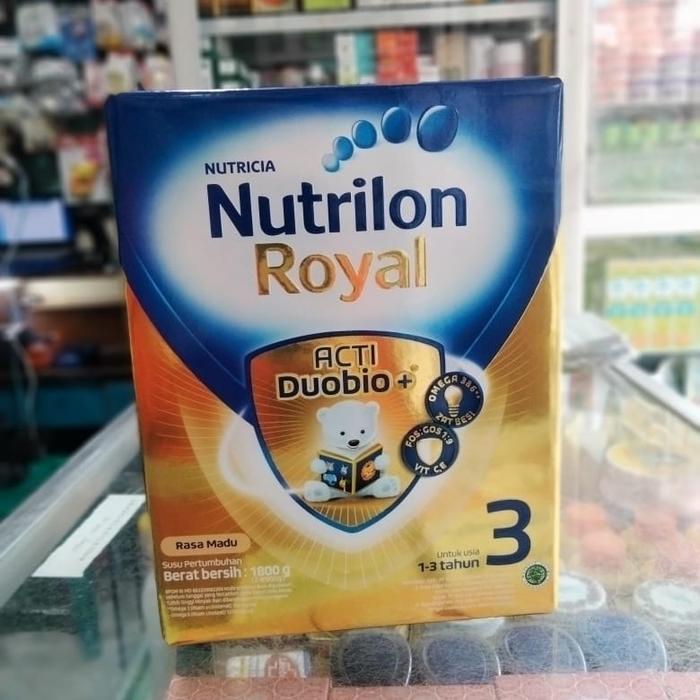 NUTRICIA
Nutrilon
Royal
ACTI
Duobio+
OMEGA 3&6**
ZAT BESI
FOS:GOS 1:9
VIT C,E
Rasa Madu
Susu Pertumbuhan
Berat bersih : 1800 g
3
Untuk usia
1-3 tahun